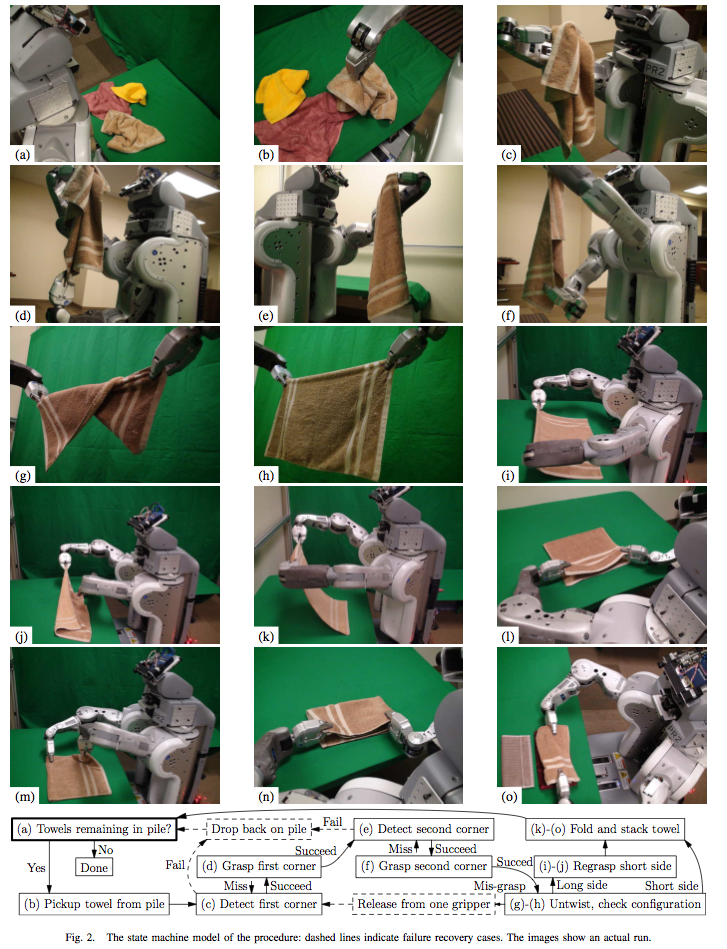 (a)
(b)
PR2
(c)
(d)
(e)
(f)
(g)
(h)
(i)
(j)
(k)
(l)
(m)
(n)
(o)
(a) Towels remaining in pile?
Fail
Drop back on pile
(e) Detect second corner
(k)-(o) Fold and stack towel
No
Yes
Done
Fail
Succeed
Miss
Succeed
(d) Grasp first corner
(f) Grasp second corner
Succed
(i)-(j) Regrasp short side
Miss
Succeed
Mis-grasp
Long side
Short side
(b) Pickup towel from pile
(c) Detect first corner
Release from one gripper
(g)-(h) Untwist, check configuration
Fig. 2. The state machine model of the procedure: dashed lines indicate failure recovery cases. The images show an actual run.